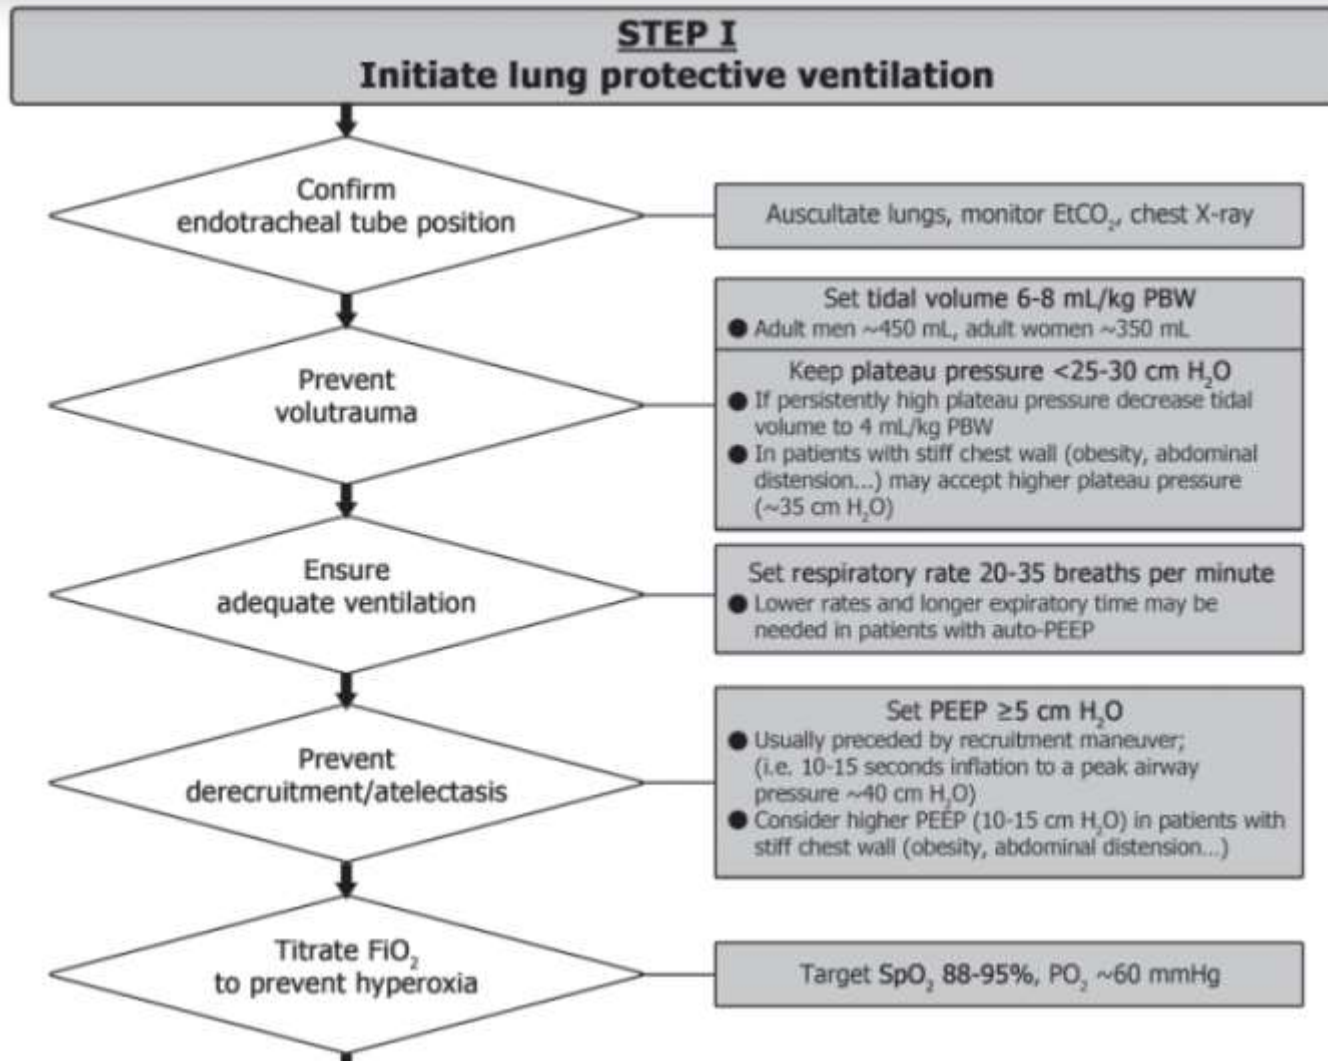 STEP I
Initiate lung protective ventilation
Confirm
endotracheal tube position
Auscultate lungs, monitor EtCO₂, chest X-ray
Prevent
volutrauma
Set tidal volume 6-8 mL/kg PBW
● Adult men ~450 mL, adult women ~350 mL
Keep plateau pressure <25-30 cm H₂O
● If persistently high plateau pressure decrease tidal
volume to 4 mL/kg PBW
● In patients with stiff chest wall (obesity, abdominal
distension...) may accept higher plateau pressure
(~35 cm H₂O)
Ensure
adequate ventilation
Set respiratory rate 20-35 breaths per minute
● Lower rates and longer expiratory time may be
needed in patients with auto-PEEP
Prevent
derecruitment/atelectasis
Set PEEP ≥5 cm H₂O
● Usually preceded by recruitment maneuver;
(i.e. 10-15 seconds inflation to a peak airway
pressure ~40 cm H₂O)
● Consider higher PEEP (10-15 cm H₂O) in patients with
stiff chest wall (obesity, abdominal distension...)
Titrate FiO₂
to prevent hyperoxia
Target SpO₂ 88-95%, PO₂ ~60 mmHg